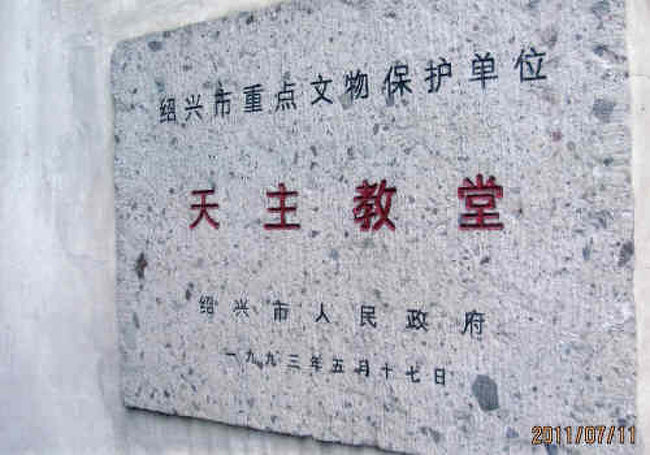 绍兴市重点文物保护单位
天主教堂
绍兴市人民政府
一九九三年五月十七日
2011/07/11